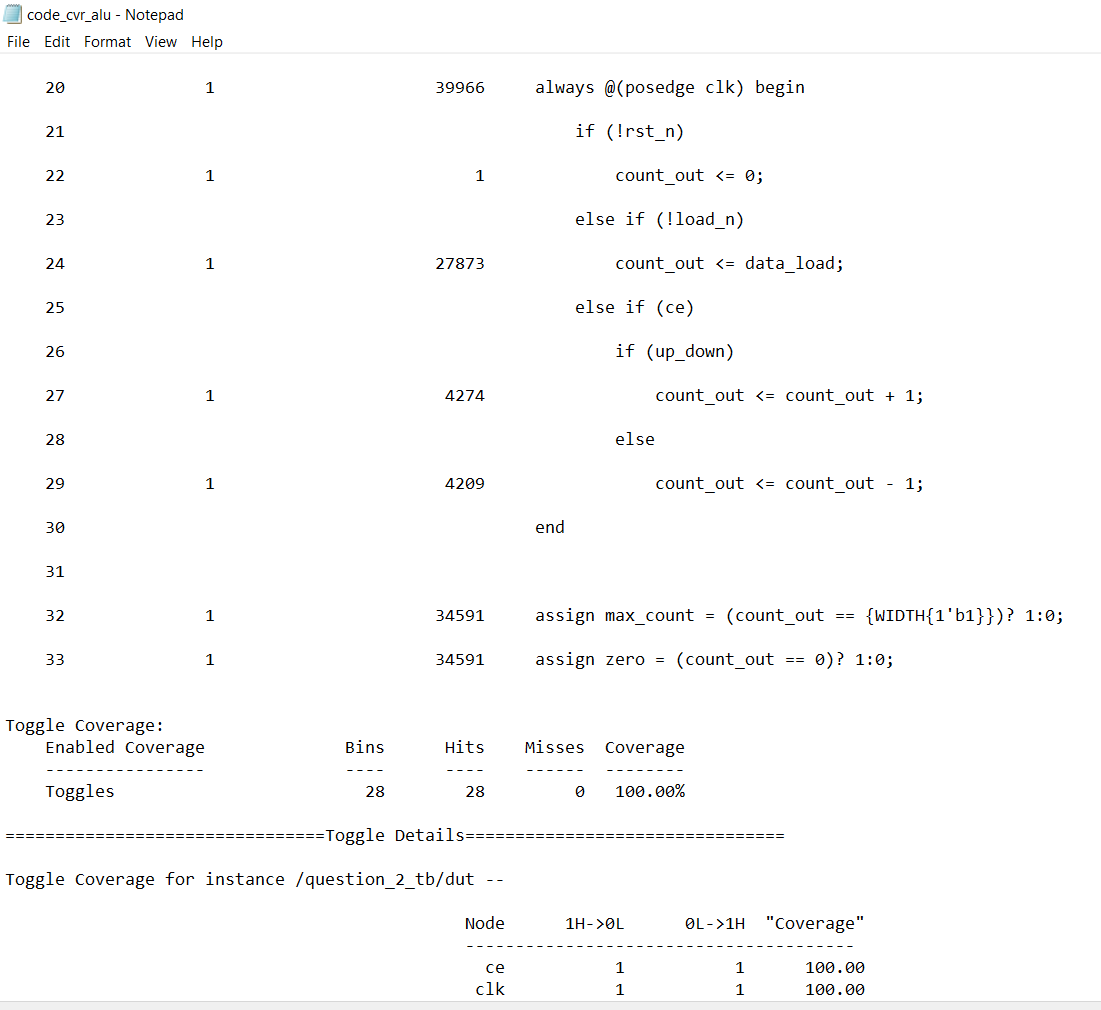 code_cvr_alu - Notepad
File Edit Format View Help
20 1 39966 always @(posedge clk) begin
21 if (!rst_n)
22 1 1 count_out <= 0;
23 else if (!load_n)
24 1 27873 count_out <= data_load;
25 else if (ce)
26 if (up_down)
27 1 4274 count_out <= count_out + 1;
28 else
29 1 4209 count_out <= count_out - 1;
30 end
31
32 1 34591 assign max_count = (count_out == {WIDTH{1'b1}})? 1:0;
33 1 34591 assign zero = (count_out == 0)? 1:0;
Toggle Coverage:
Enabled Coverage Bins Hits Misses Coverage
---------------- ---- ---- ------ --------
Toggles 28 28 0 100.00%
================================Toggle Details================================
Toggle Coverage for instance /question_2_tb/dut --
Node 1H->0L 0L->1H "Coverage"
---------------------------------------
ce 1 1 100.00
clk 1 1 100.00